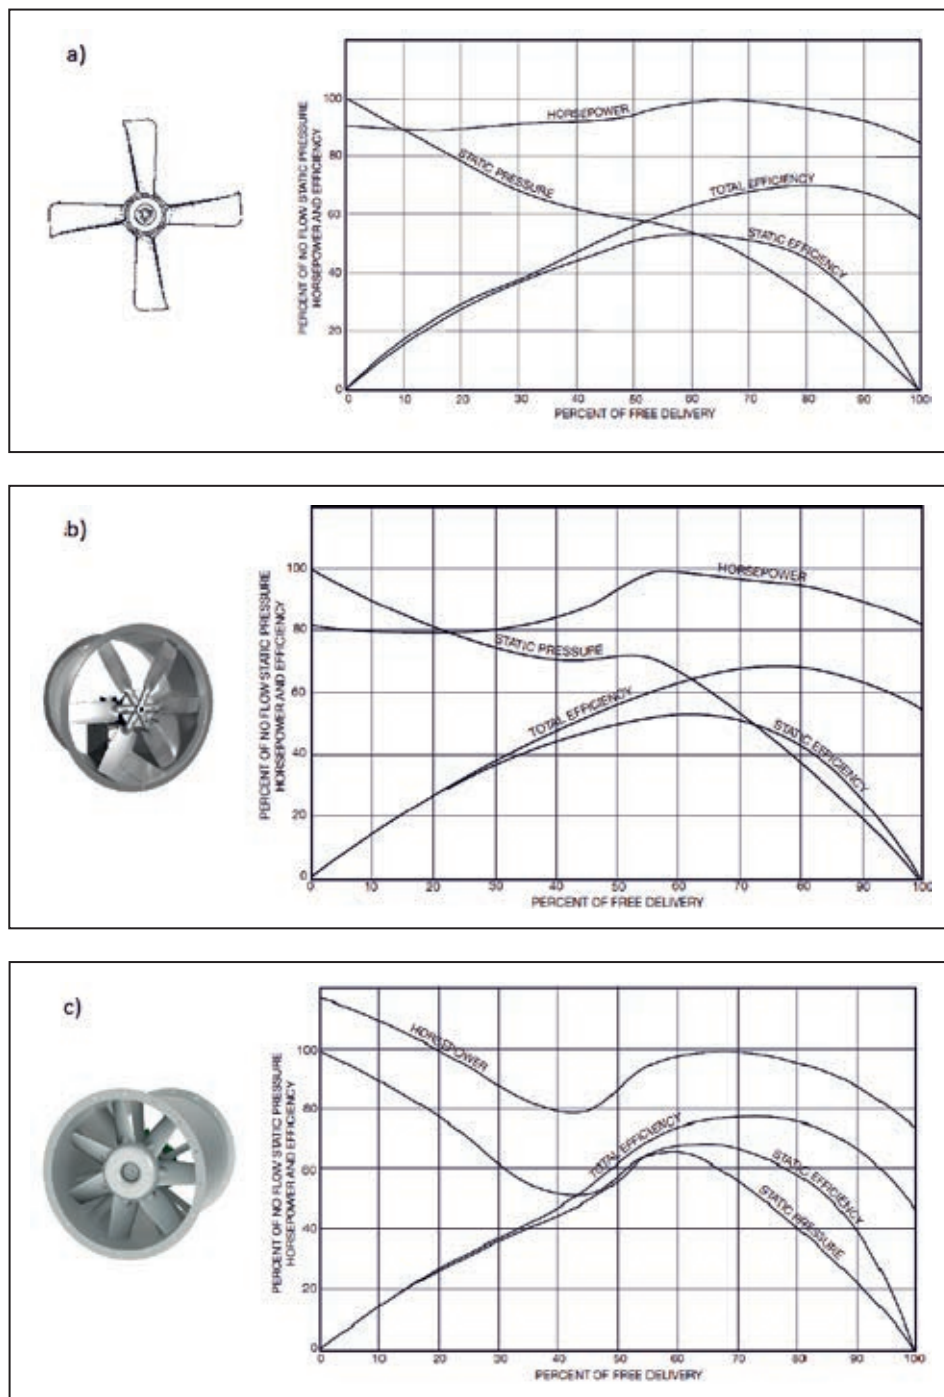 a)
PERCENT OF NO FLOW STATIC PRESSURE
HORSEPOWER AND EFFICIENCY
100
80
60
40
20
0
HORSEPOWER
STATIC PRESSURE
TOTAL EFFICIENCY
STATIC EFFICIENCY
0 10 20 30 40 50 60 70 80 90 100
PERCENT OF FREE DELIVERY
b)
PERCENT OF NO FLOW STATIC PRESSURE
HORSEPOWER AND EFFICIENCY
100
80
60
40
20
0
HORSEPOWER
STATIC PRESSURE
TOTAL EFFICIENCY
STATIC EFFICIENCY
0 10 20 30 40 50 60 70 80 90 100
PERCENT OF FREE DELIVERY
c)
PERCENT OF NO FLOW STATIC PRESSURE
HORSEPOWER AND EFFICIENCY
100
80
60
40
20
0
HORSEPOWER
TOTAL EFFICIENCY
STATIC EFFICIENCY
STATIC PRESSURE
0 10 20 30 40 50 60 70 80 90 100
PERCENT OF FREE DELIVERY